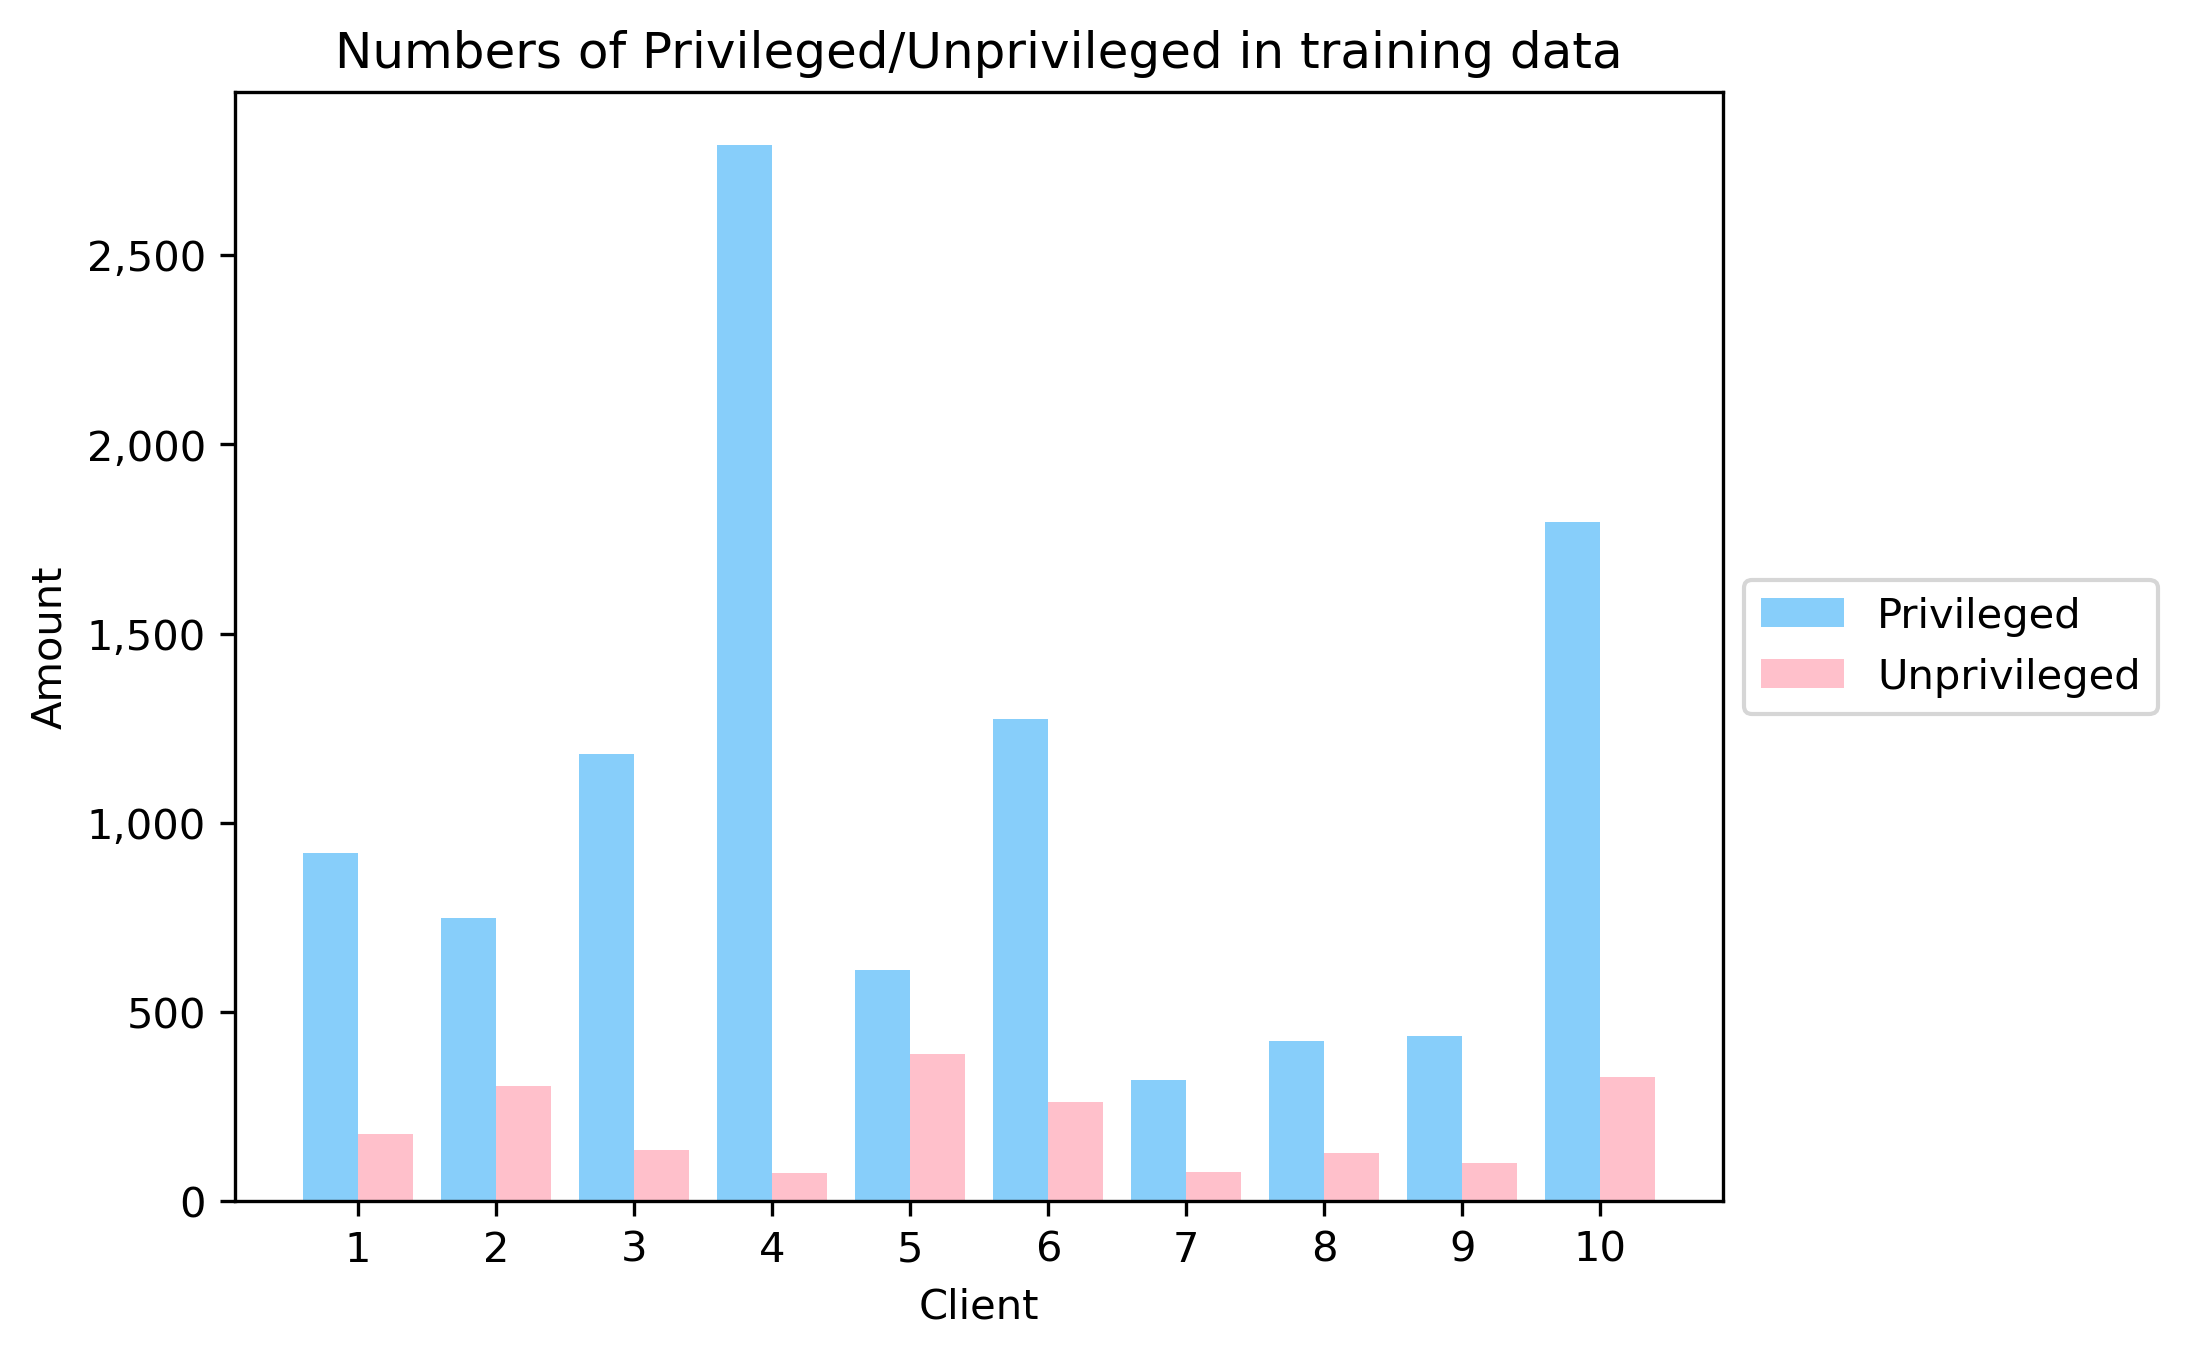 Numbers of Privileged/Unprivileged in training data
2,500
2,000
1,500
1,000
500
0
Amount
1 2 3 4 5 6 7 8 9 10
Client
Privileged
Unprivileged